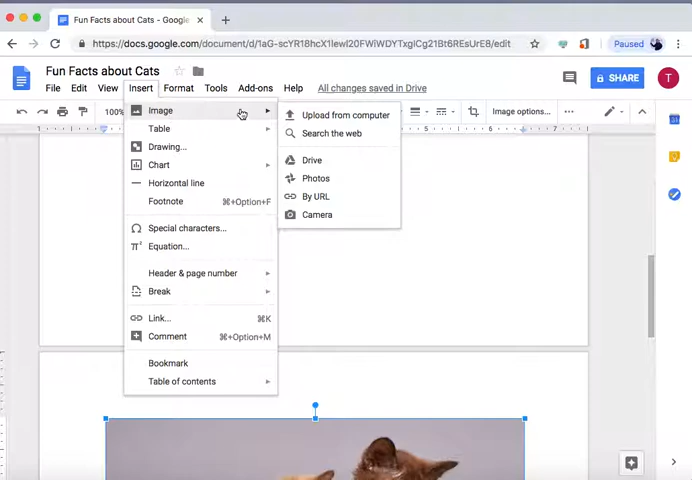 Fun Facts about Cats - Google
https://docs.google.com/document/d/1aG-scYR18hcX1lewI20FWiWDYTxgiCg21Bt6REsUrE8/edit
Paused
Fun Facts about Cats
File Edit View Insert Format Tools Add-ons Help All changes saved in Drive
SHARE
T
100%
Image options...
Image
Table
Drawing...
Chart
Horizontal line
Footnote ⌘+Option+F
Special characters...
Equation...
Header & page number
Break
Link... ⌘K
Comment ⌘+Option+M
Bookmark
Table of contents
Upload from computer
Search the web
Drive
Photos
By URL
Camera